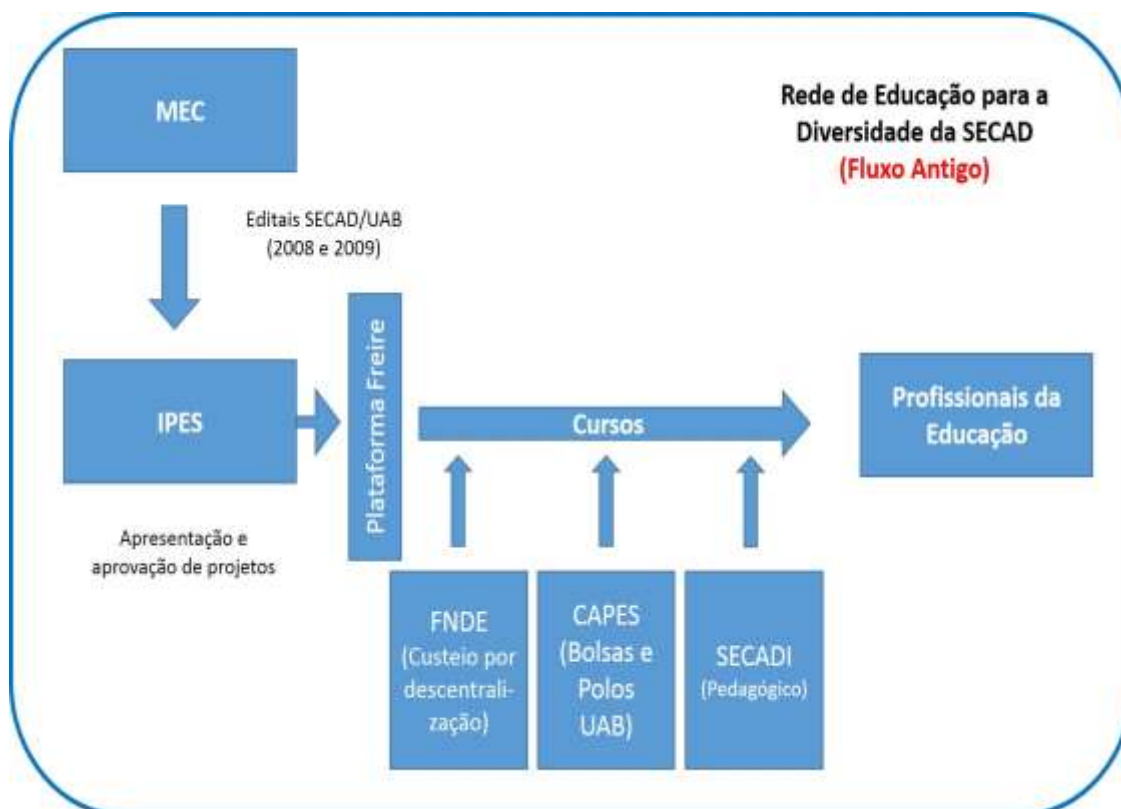 MEC
Rede de Educação para a
Diversidade da SECAD
(Fluxo Antigo)
Editais SECAD/UAB
(2008 e 2009)
IPES
Plataforma Freire
Cursos
Profissionais da
Educação
Apresentação e
aprovação de projetos
FNDE
(Custeio por
descentrali-
zação)
CAPES
(Bolsas e
Polos
UAB)
SECADI
(Pedagógico)